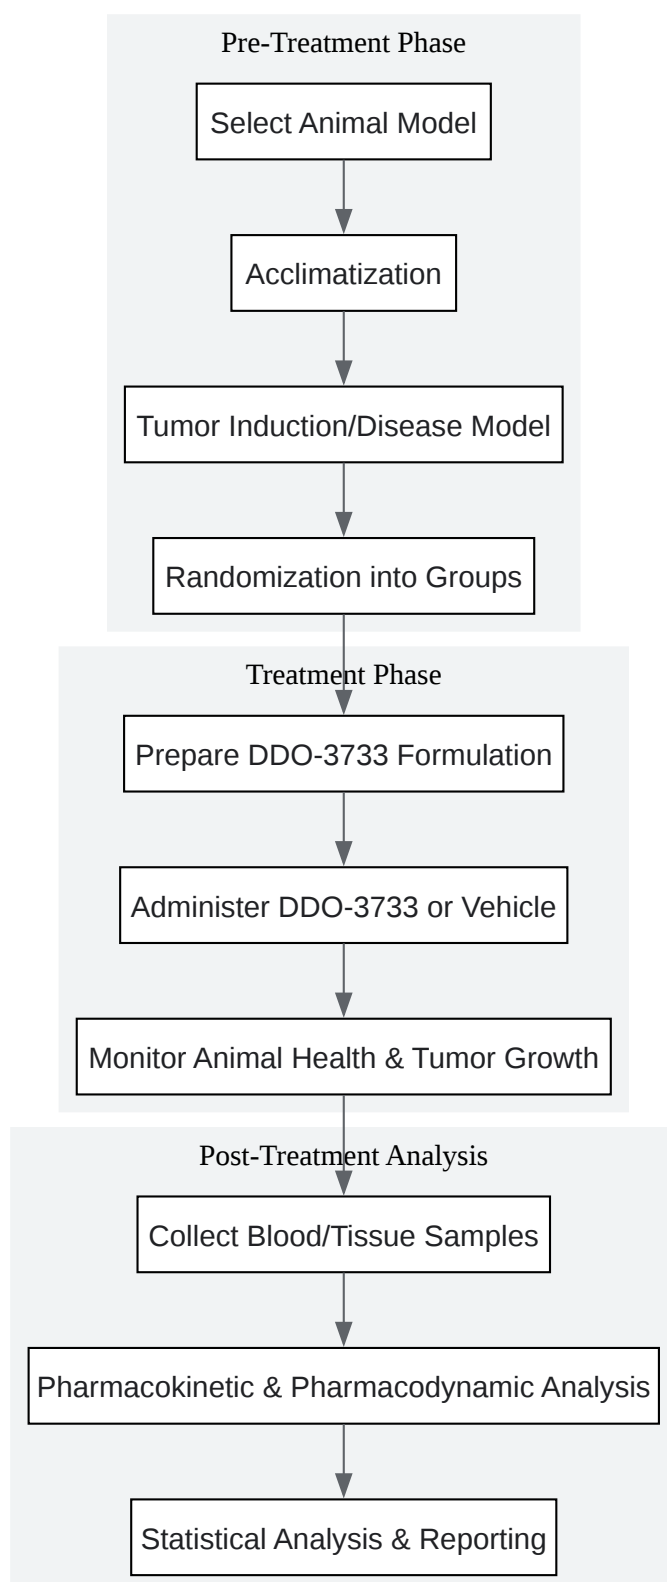 Pre-Treatment Phase
Select Animal Model
Acclimatization
Tumor Induction/Disease Model
Randomization into Groups
Treatment Phase
Prepare DDO-3733 Formulation
Administer DDO-3733 or Vehicle
Monitor Animal Health & Tumor Growth
Post-Treatment Analysis
Collect Blood/Tissue Samples
Pharmacokinetic & Pharmacodynamic Analysis
Statistical Analysis & Reporting